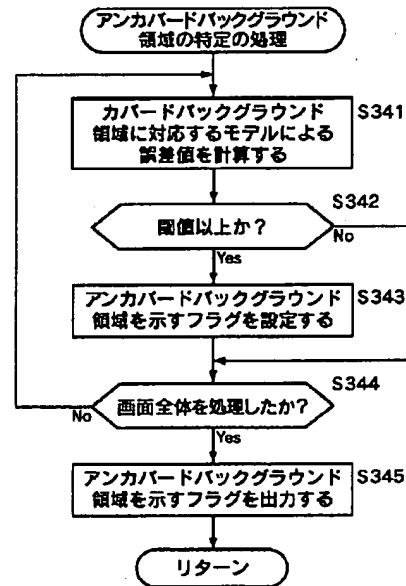 アンカバードバックグラウンド
領域の特定の処理
カバードバックグラウンド
領域に対応するモデルによる
誤差値を計算する
S341
閾値以上か？
S342
No
Yes
アンカバードバックグラウンド
領域を示すフラグを設定する
S343
画面全体を処理したか？
S344
No
Yes
アンカバードバックグラウンド
領域を示すフラグを出力する
S345
リターン